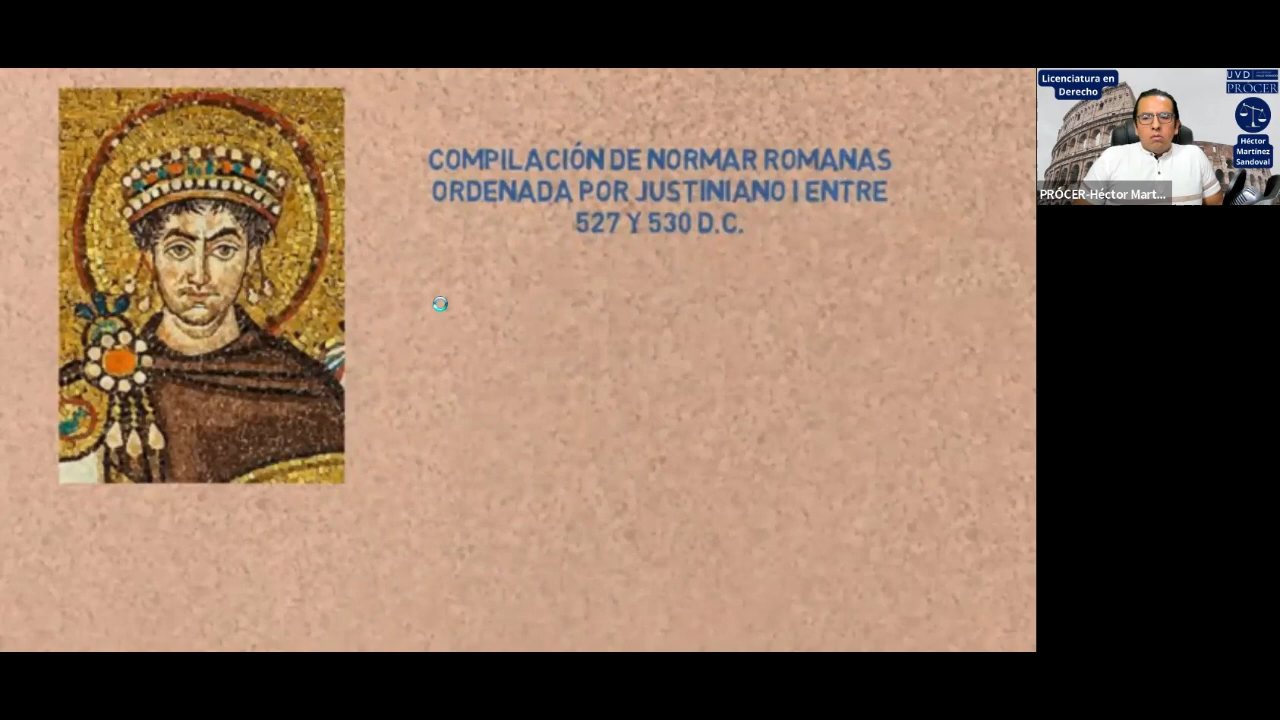 COMPILACIÓN DE NORMAR ROMANAS
ORDENADA POR JUSTINIANO I ENTRE
527 Y 530 D.C.
Licenciatura en
Derecho
UVD
PRÓCER
Héctor
Martínez
Sandoval
PRÓCER-Héctor Mart...